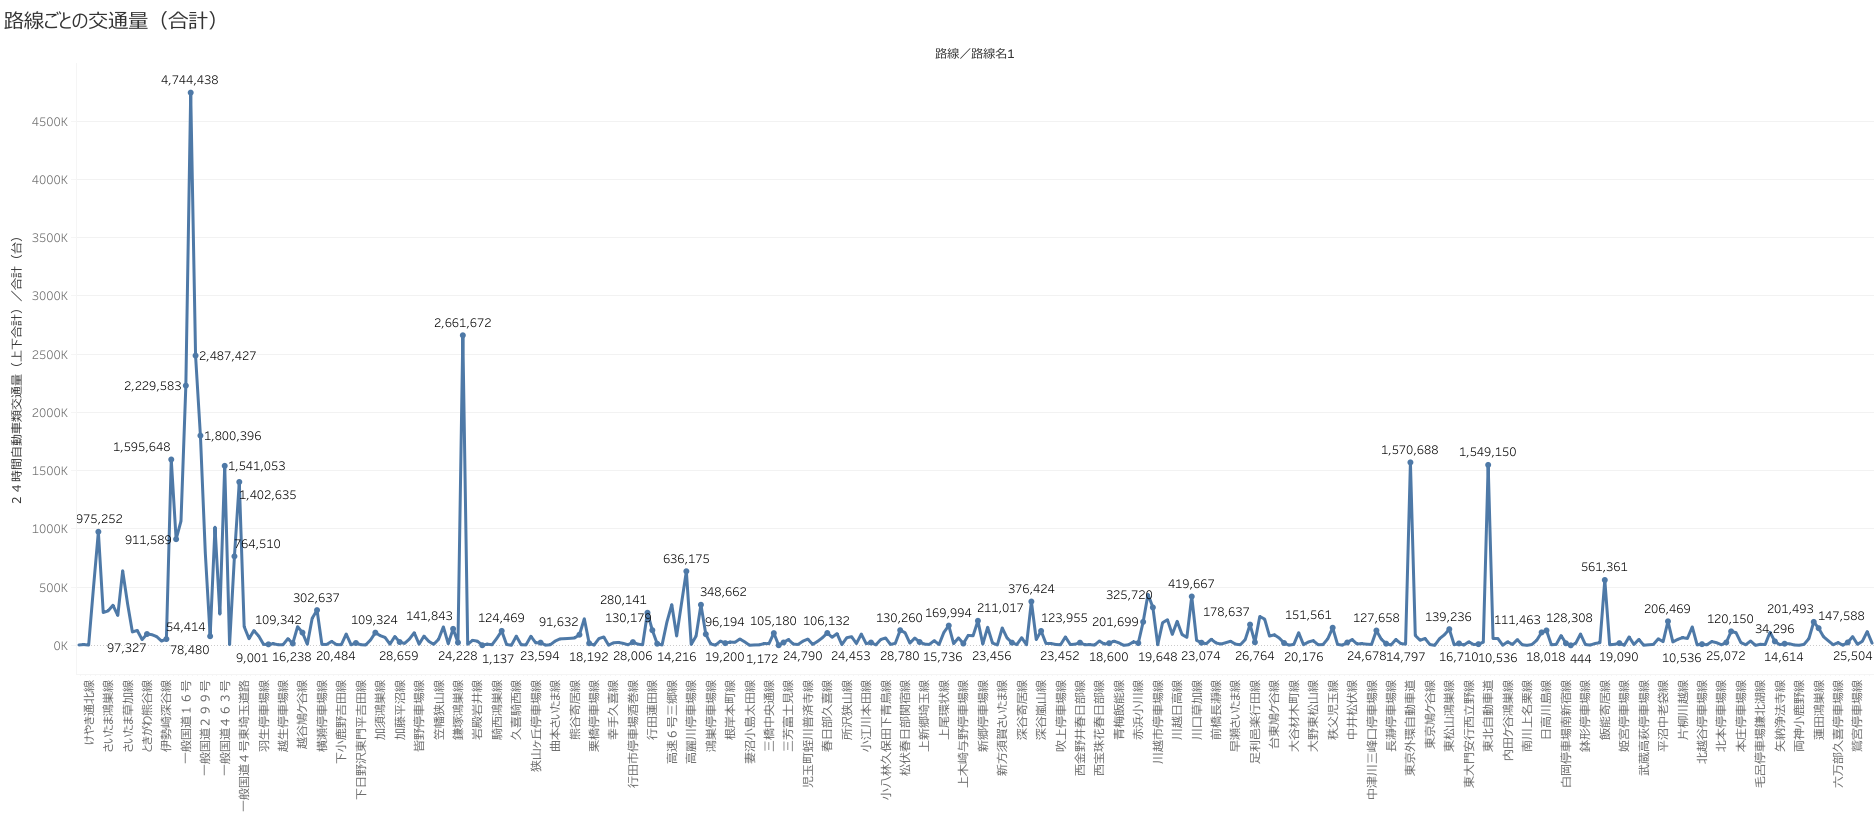 路線ごとの交通量（合計）
路線／路線名1
２４時間自動車類交通量（上下合計）／合計（台）
4500K
4000K
3500K
3000K
2500K
2000K
1500K
1000K
500K
0K
4,744,438
2,661,672
2,487,427
2,229,583
1,800,396
1,595,648
1,541,053
1,402,635
1,570,688
1,549,150
975,252
911,589
764,510
636,175
561,361
302,637
280,141
348,662
376,424
325,720
419,667
54,414
109,342
109,324
141,843
124,469
91,632
130,179
96,194
105,180
106,132
130,260
169,994
211,017
123,955
201,699
178,637
151,561
127,658
139,236
111,463
128,308
206,469
120,150
34,296
201,493
147,588
97,327
78,480
9,001
16,238
20,484
28,659
24,228
1,137
23,594
18,192
28,006
14,216
19,200
1,172
24,790
24,453
28,780
15,736
23,456
23,452
18,600
19,648
23,074
26,764
20,176
24,678
14,797
16,710
10,536
18,018
444
19,090
10,536
25,072
14,614
25,504
けやき通北線
さいたま鴻巣線
さいたま草加線
ときがわ熊谷線
伊勢崎深谷線
一般国道１６号
一般国道２９９号
一般国道４６３号
一般国道４号東埼玉道路
羽生停車場線
越生停車場線
越谷鳩ケ谷線
横瀬停車場線
下小鹿野吉田線
下日野沢東門平吉田線
加須鴻巣線
加藤平沼線
皆野停車場線
笠幡狭山線
鎌塚鴻巣線
岩殿岩井線
騎西鴻巣線
久喜騎西線
狭山ヶ丘停車場線
曲本さいたま線
熊谷寄居線
栗橋停車場線
幸手久喜線
行田市停車場酒巻線
行田蓮田線
高速６号三郷線
高麗川停車場線
鴻巣停車場線
根岸本町線
妻沼小島太田線
三橋中央通線
三芳富士見線
児玉町蛭川普済寺線
春日部久喜線
所沢狭山線
小江川本田線
小八林久保田下青鳥線
松伏春日部関宿線
上新郷埼玉線
上尾環状線
上木崎与野停車場線
新郷停車場線
新方須賀さいたま線
深谷寄居線
深谷嵐山線
吹上停車場線
西金野井春日部線
西宝珠花春日部線
青梅飯能線
赤浜小川線
川越市停車場線
川越日高線
川口草加線
前橋長瀞線
早瀬さいたま線
足利邑楽行田線
台東鳩ケ谷線
大谷材木町線
大野東松山線
秩父児玉線
中井松伏線
中津川三峰口停車場線
長瀞停車場線
東京外環自動車道
東京鳩ケ谷線
東松山鴻巣線
東大門安行西立野線
東北自動車道
内田ケ谷鴻巣線
南川上名栗線
日高川島線
白岡停車場南新宿線
鉢形停車場線
飯能寄居線
姫宮停車場線
武蔵高萩停車場線
平沼中老袋線
片柳川越線
北越谷停車場線
北本停車場線
本庄停車場線
毛呂停車場鎌北湖線
矢納浄法寺線
両神小鹿野線
蓮田鴻巣線
六万部久喜停車場線
鷲宮停車場線